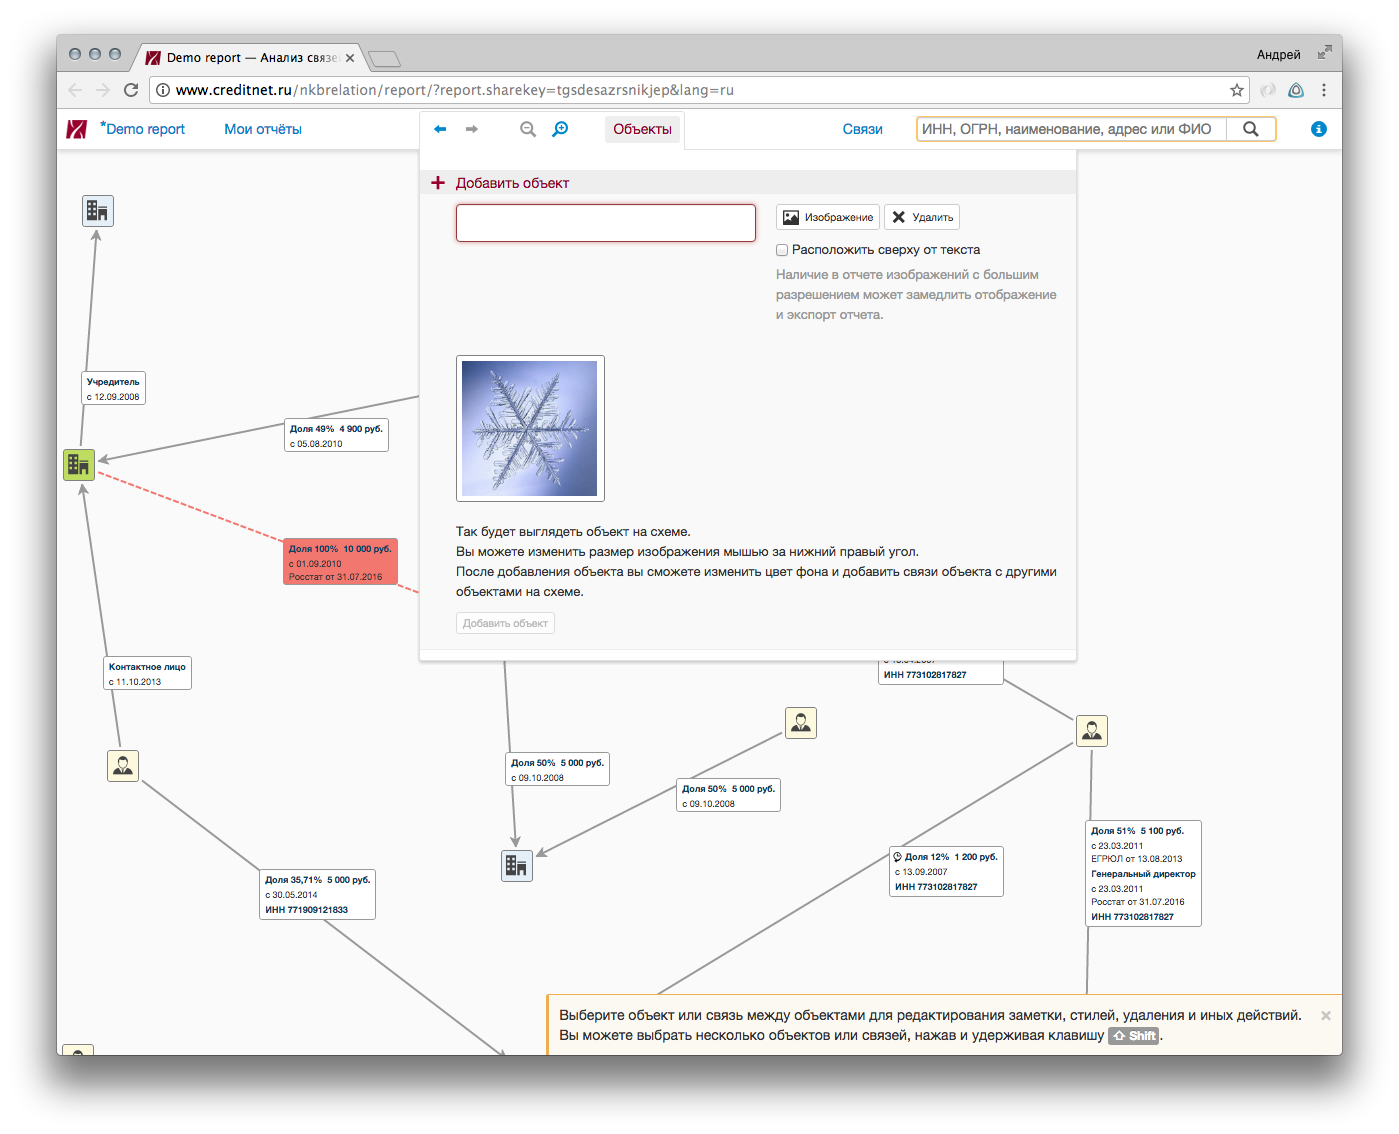 Demo report — Анализ связе
Андрей
www.creditnet.ru/nkbrelation/report/?report.sharekey=tgsdesazrsnikjep&lang=ru
*Demo report
Мои отчёты
Объекты
Связи
ИНН, ОГРН, наименование, адрес или ФИО
Добавить объект
Изображение
Удалить
Расположить сверху от текста
Наличие в отчете изображений с большим
разрешением может замедлить отображение
и экспорт отчета.
Так будет выглядеть объект на схеме.
Вы можете изменить размер изображения мышью за нижний правый угол.
После добавления объекта вы сможете изменить цвет фона и добавить связи объекта с другими
объектами на схеме.
Добавить объект
Учредитель
с 12.09.2008
Доля 49% 4 900 руб.
с 05.08.2010
Доля 100% 10 000 руб.
с 01.09.2010
Росстат от 31.07.2016
Контактное лицо
с 11.10.2013
ИНН 773102817827
Доля 50% 5 000 руб.
с 09.10.2008
Доля 50% 5 000 руб.
с 09.10.2008
Доля 35,71% 5 000 руб.
с 30.05.2014
ИНН 771909121833
Доля 12% 1 200 руб.
с 13.09.2007
ИНН 773102817827
Доля 51% 5 100 руб.
с 23.03.2011
ЕГРЮЛ от 13.08.2013
Генеральный директор
с 23.03.2011
Росстат от 31.07.2016
ИНН 773102817827
Выберите объект или связь между объектами для редактирования заметки, стилей, удаления и иных действий.
Вы можете выбрать несколько объектов или связей, нажав и удерживая клавишу Shift.